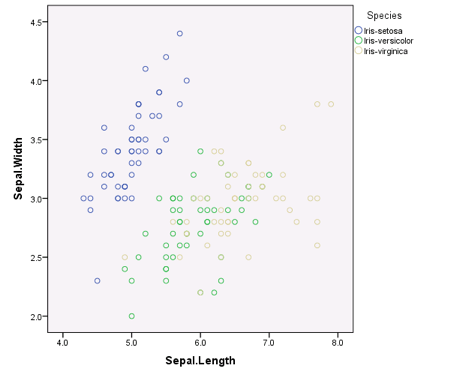 Species
Iris-setosa
Iris-versicolor
Iris-virginica
Sepal.Width
4.5
4.0
3.5
3.0
2.5
2.0
4.0 5.0 6.0 7.0 8.0
Sepal.Length